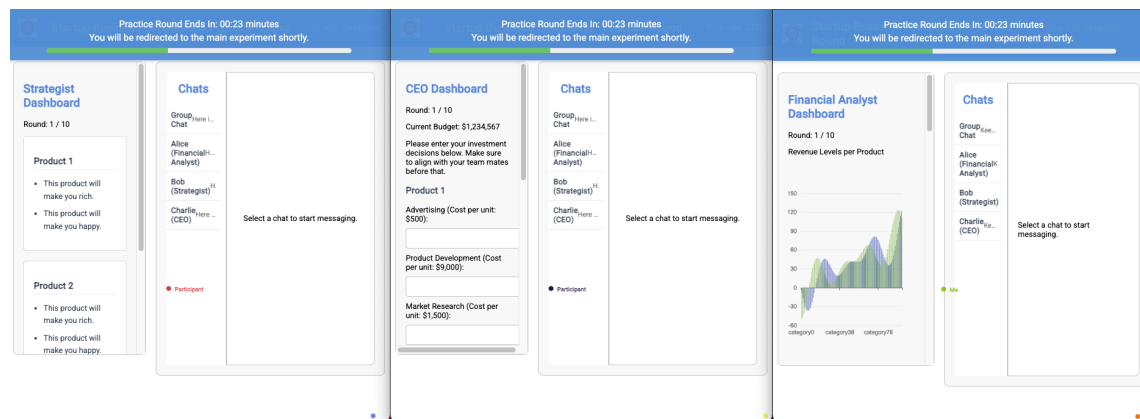 Practice Round Ends In: 00:23 minutes
You will be redirected to the main experiment shortly.
Strategist
Dashboard
Round: 1 / 10
Product 1
• This product will
make you rich.
• This product will
make you happy.
Product 2
• This product will
make you rich.
• This product will
make you happy.
Chats
Group Here i...
Chat
Alice
(Financial H...
Analyst)
Bob H.
(Strategist)
Charlie Here ...
(CEO)
Participant
Select a chat to start messaging.
Practice Round Ends In: 00:23 minutes
You will be redirected to the main experiment shortly.
CEO Dashboard
Round: 1 / 10
Current Budget: $1,234,567
Please enter your investment
decisions below. Make sure
to align with your team mates
before that.
Product 1
Advertising (Cost per unit:
$500):
Product Development (Cost
per unit: $9,000):
Market Research (Cost per
unit: $1,500):
Chats
Group Here i...
Chat
Alice
(Financial H...
Analyst)
Bob H.
(Strategist)
Charlie Here ...
(CEO)
Participant
Select a chat to start messaging.
Practice Round Ends In: 00:23 minutes
You will be redirected to the main experiment shortly.
Financial Analyst
Dashboard
Round: 1 / 10
Revenue Levels per Product
150
120
90
60
30
0
-30
-60
category0 category38 category76
Chats
Group Kee...
Chat
Alice
(Financial K
Analyst)
Bob
(Strategist)
Charlie Ke...
(CEO)
Me
Select a chat to start
messaging.